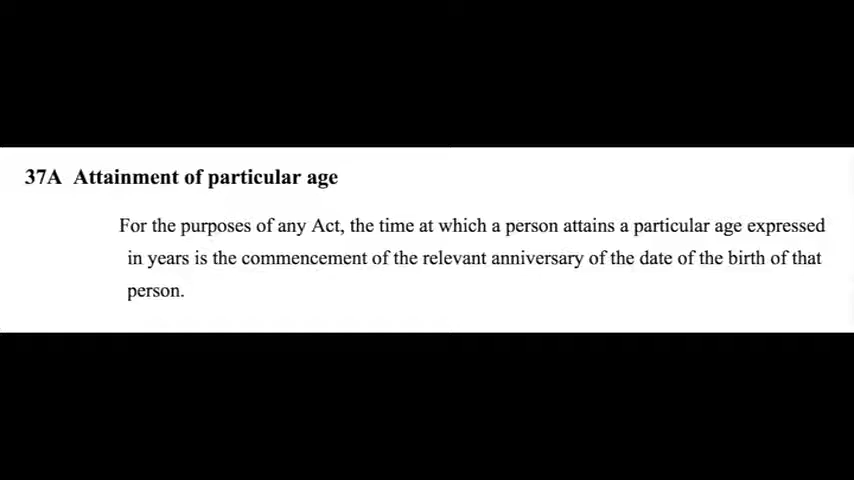 37A Attainment of particular age
For the purposes of any Act, the time at which a person attains a particular age expressed
in years is the commencement of the relevant anniversary of the date of the birth of that
person.